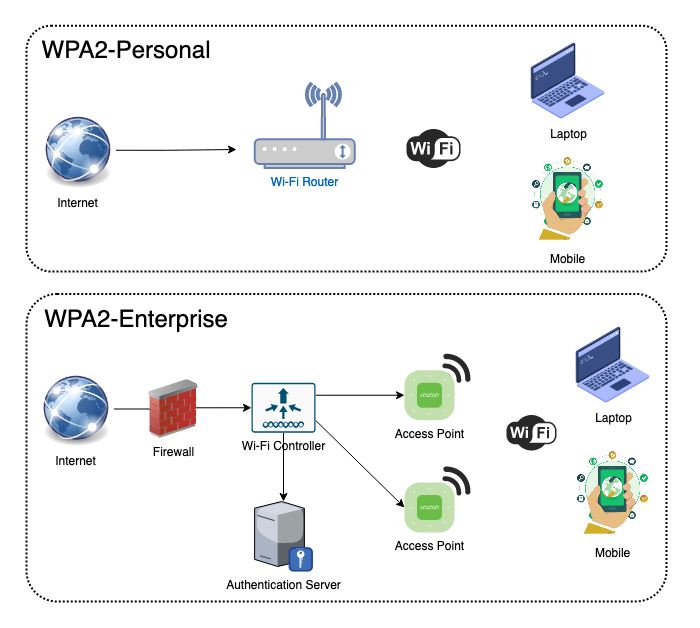 WPA2-Personal
Laptop
Wi Fi
Wi-Fi Router
Internet
Mobile
WPA2-Enterprise
Laptop
Access Point
Wi Fi
Wi-Fi Controller
Firewall
Internet
Access Point
Mobile
Authentication Server